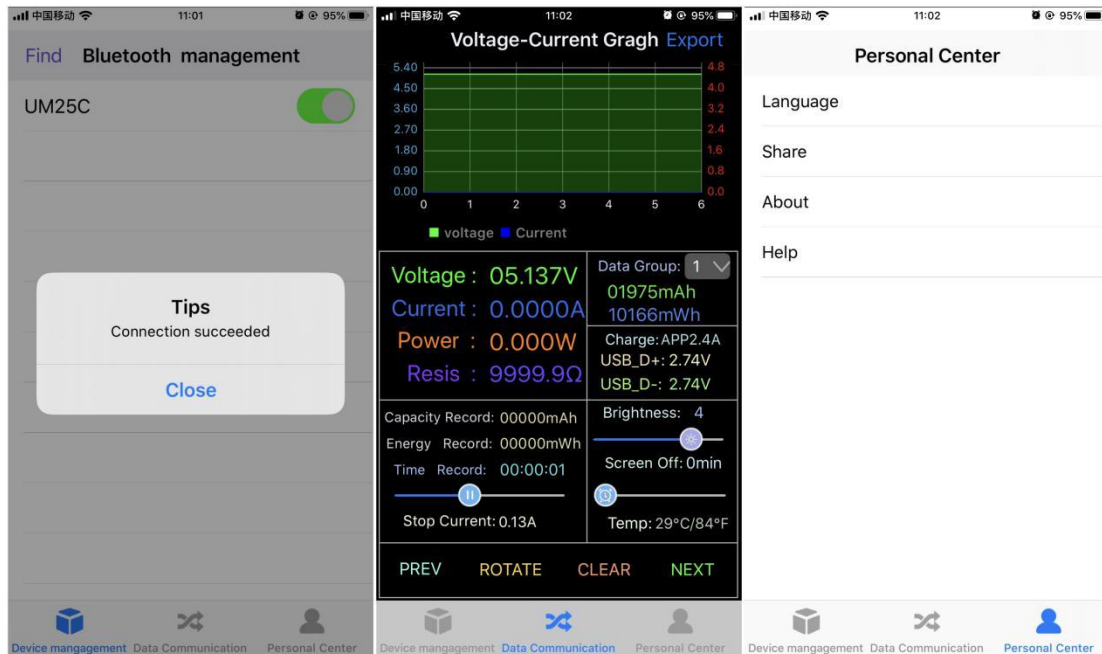 中国移动 11:01 95%
Find Bluetooth management
UM25C
Tips
Connection succeeded
Close
Device mangagement Data Communication Personal Center
中国移动 11:02 95%
Voltage-Current Gragh Export
5.40 4.8
4.50 4.0
3.60 3.2
2.70 2.4
1.80 1.6
0.90 0.8
0.00 0.0
0 1 2 3 4 5 6
voltage Current
Voltage : 05.137V
Current : 0.0000A
Power : 0.000W
Resis : 9999.9Ω
Data Group: 1
01975mAh
10166mWh
Charge: APP2.4A
USB_D+: 2.74V
USB_D-: 2.74V
Capacity Record: 00000mAh
Energy Record: 00000mWh
Time Record: 00:00:01
Stop Current: 0.13A
Brightness: 4
Screen Off: 0min
Temp: 29°C/84°F
PREV ROTATE CLEAR NEXT
Device mangagement Data Communication Personal Center
中国移动 11:02 95%
Personal Center
Language
Share
About
Help
Device mangagement Data Communication Personal Center